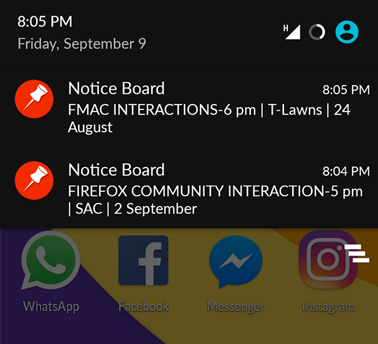 8:05 PM
Friday, September 9
H
Notice Board 8:05 PM
FMAC INTERACTIONS-6 pm | T-Lawns | 24
August
Notice Board 8:04 PM
FIREFOX COMMUNITY INTERACTION-5 pm
| SAC | 2 September
WhatsApp Facebook Messenger Instagram